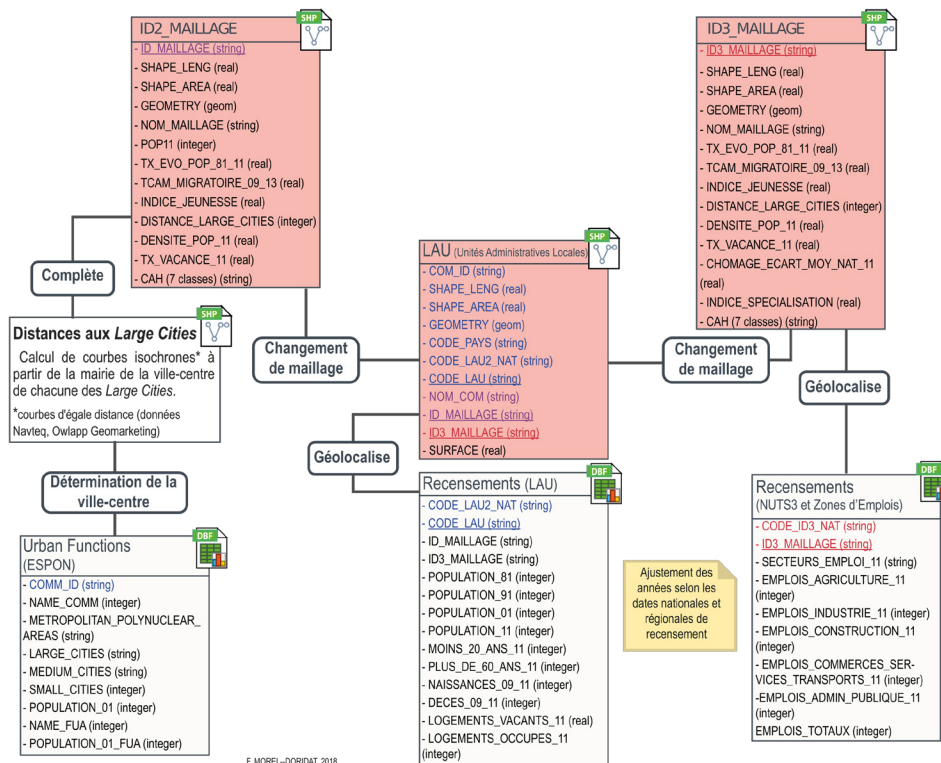 ID2_MAILLAGE
SHP
- ID_MAILLAGE (string)
- SHAPE_LENG (real)
- SHAPE_AREA (real)
- GEOMETRY (geom)
- NOM_MAILLAGE (string)
- POP11 (integer)
- TX_EVO_POP_81_11 (real)
- TCAM_MIGRATOIRE_09_13 (real)
- INDICE_JEUNESSE (real)
- DISTANCE_LARGE_CITIES (integer)
- DENSITE_POP_11 (real)
- TX_VACANCE_11 (real)
- CAH (7 classes) (string)
ID3_MAILLAGE
SHP
- ID3_MAILLAGE (string)
- SHAPE_LENG (real)
- SHAPE_AREA (real)
- GEOMETRY (geom)
- NOM_MAILLAGE (string)
- TX_EVO_POP_81_11 (real)
- TCAM_MIGRATOIRE_09_13 (real)
- INDICE_JEUNESSE (real)
- DISTANCE_LARGE_CITIES (integer)
- DENSITE_POP_11 (real)
- TX_VACANCE_11 (real)
- CHOMAGE_ECART_MOY_NAT_11
(real)
- INDICE_SPECIALISATION (real)
- CAH (7 classes) (string)
LAU (Unités Administratives Locales)
SHP
- COM_ID (string)
- SHAPE_LENG (real)
- SHAPE_AREA (real)
- GEOMETRY (geom)
- CODE_PAYS (string)
- CODE_LAU2_NAT (string)
- CODE_LAU (string)
- NOM_COM (string)
- ID_MAILLAGE (string)
- ID3_MAILLAGE (string)
- SURFACE (real)
Complète
SHP
Distances aux Large Cities
Calcul de courbes isochrones* à
partir de la mairie de la ville-centre
de chacune des Large Cities.
*courbes d'égale distance (données
Navteq, Owlapp Geomarketing)
Changement
de maillage
Changement
de maillage
Géolocalise
Géolocalise
Détermination de la
ville-centre
Urban Functions
(ESPON)
DBF
- COMM_ID (string)
- NAME_COMM (integer)
- METROPOLITAN_POLYNUCLEAR_
AREAS (string)
- LARGE_CITIES (string)
- MEDIUM_CITIES (string)
- SMALL_CITIES (integer)
- POPULATION_01 (integer)
- NAME_FUA (integer)
- POPULATION_01_FUA (integer)
Recensements (LAU)
DBF
- CODE_LAU2_NAT (string)
- CODE_LAU (string)
- ID_MAILLAGE (string)
- ID3_MAILLAGE (string)
- POPULATION_81 (integer)
- POPULATION_91 (integer)
- POPULATION_01 (integer)
- POPULATION_11 (integer)
- MOINS_20_ANS_11 (integer)
- PLUS_DE_60_ANS_11 (integer)
- NAISSANCES_09_11 (integer)
- DECES_09_11 (integer)
- LOGEMENTS_VACANTS_11 (real)
- LOGEMENTS_OCCUPES_11
(integer)
Ajustement des
années selon les
dates nationales et
régionales de
recensement
Recensements
(NUTS3 et Zones d'Emplois)
DBF
- CODE_ID3_NAT (string)
- ID3_MAILLAGE (string)
- SECTEURS_EMPLOI_11 (string)
- EMPLOIS_AGRICULTURE_11
(integer)
- EMPLOIS_INDUSTRIE_11 (integer)
- EMPLOIS_CONSTRUCTION_11
(integer)
- EMPLOIS_COMMERCES_SER-
VICES_TRANSPORTS_11 (integer)
-EMPLOIS_ADMIN_PUBLIQUE_11
(integer)
EMPLOIS_TOTAUX (integer)
F. MOREL--DORIDAT, 2018